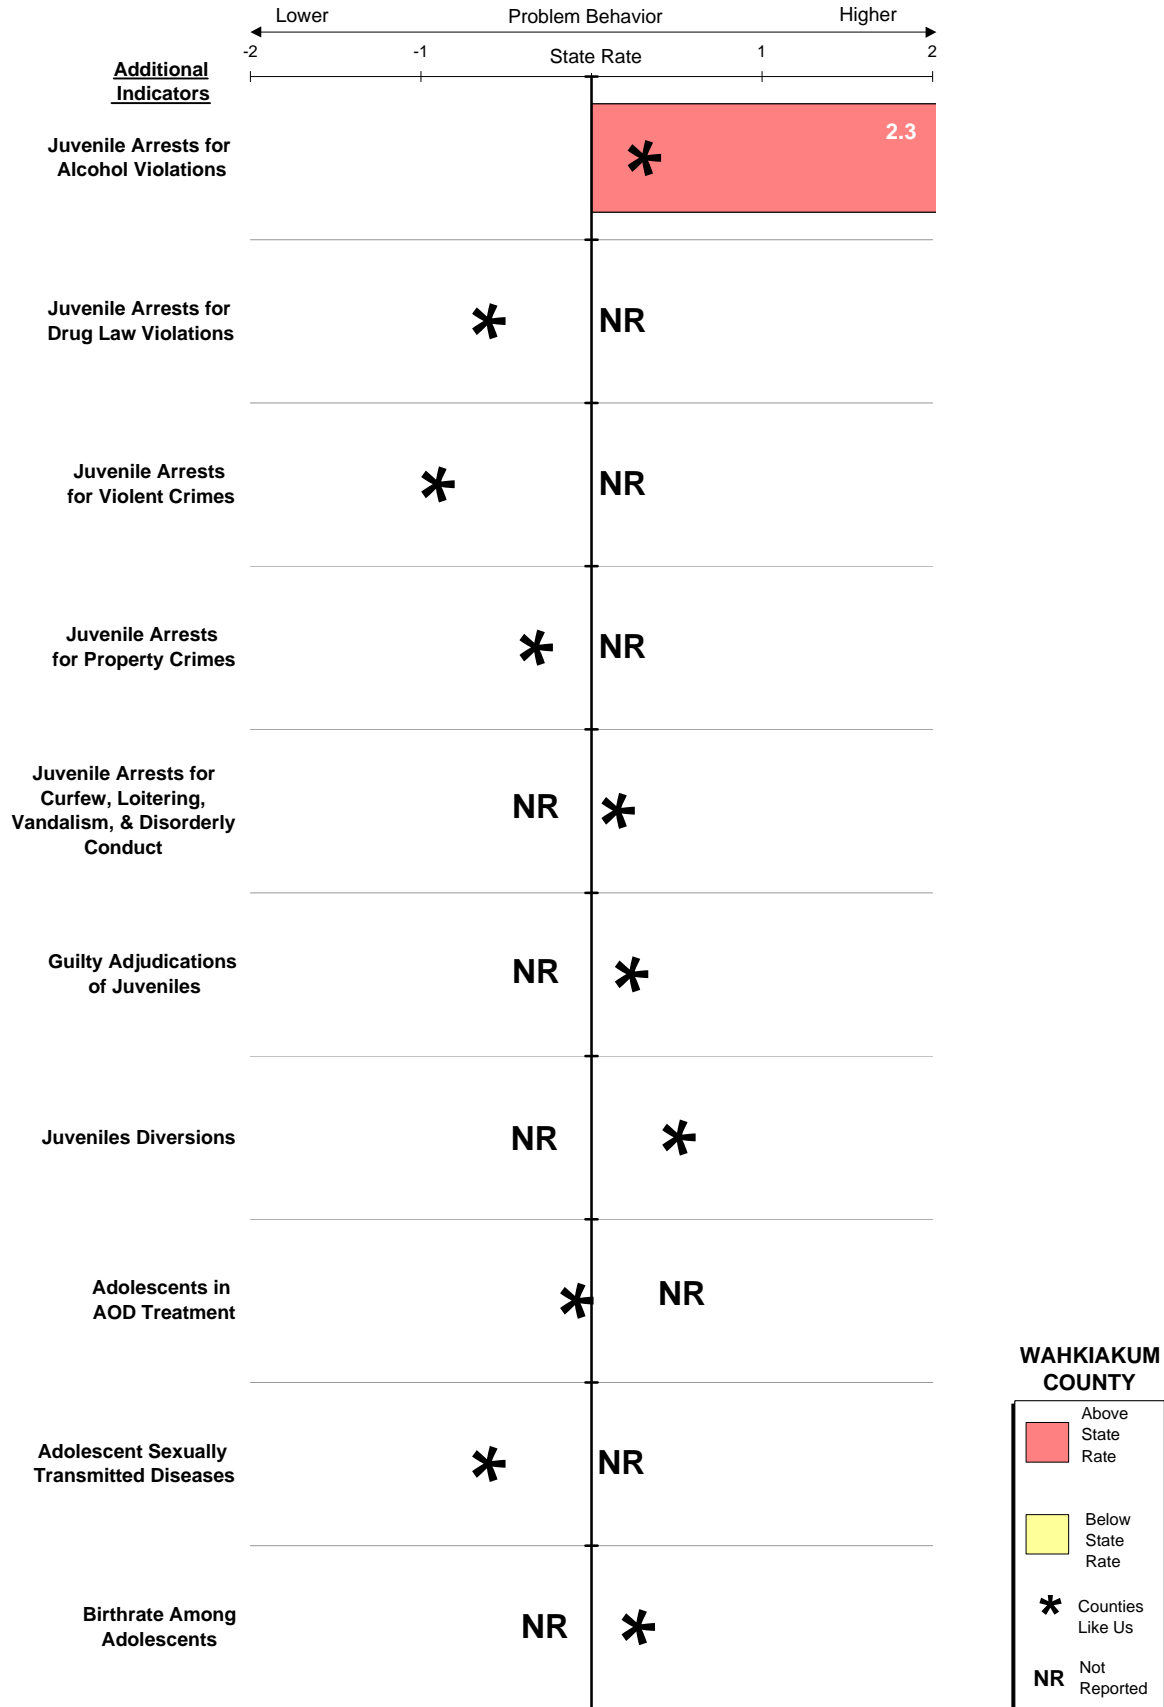 Lower Problem Behavior Higher
-2 -1 State Rate 1 2
Additional
Indicators
2.3
Juvenile Arrests for
Alcohol Violations
*
Juvenile Arrests for
Drug Law Violations
* NR
Juvenile Arrests
for Violent Crimes
* NR
Juvenile Arrests
for Property Crimes
* NR
Juvenile Arrests for
Curfew, Loitering,
Vandalism, & Disorderly
Conduct
NR *
Guilty Adjudications
of Juveniles
NR *
Juveniles Diversions
NR *
Adolescents in
AOD Treatment
* NR
Adolescent Sexually
Transmitted Diseases
* NR
Birthrate Among
Adolescents
NR *
WAHKIAKUM
COUNTY
Above
State
Rate
Below
State
Rate
* Counties
Like Us
NR Not
Reported